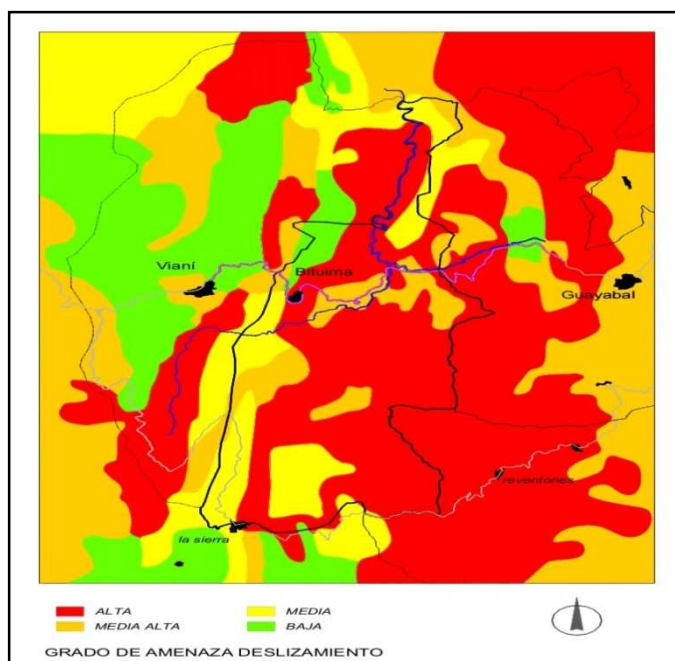 Vianí
Bituima
Guayabal
reventones
la sierra
ALTA
MEDIA
MEDIA ALTA
BAJA
GRADO DE AMENAZA DESLIZAMIENTO